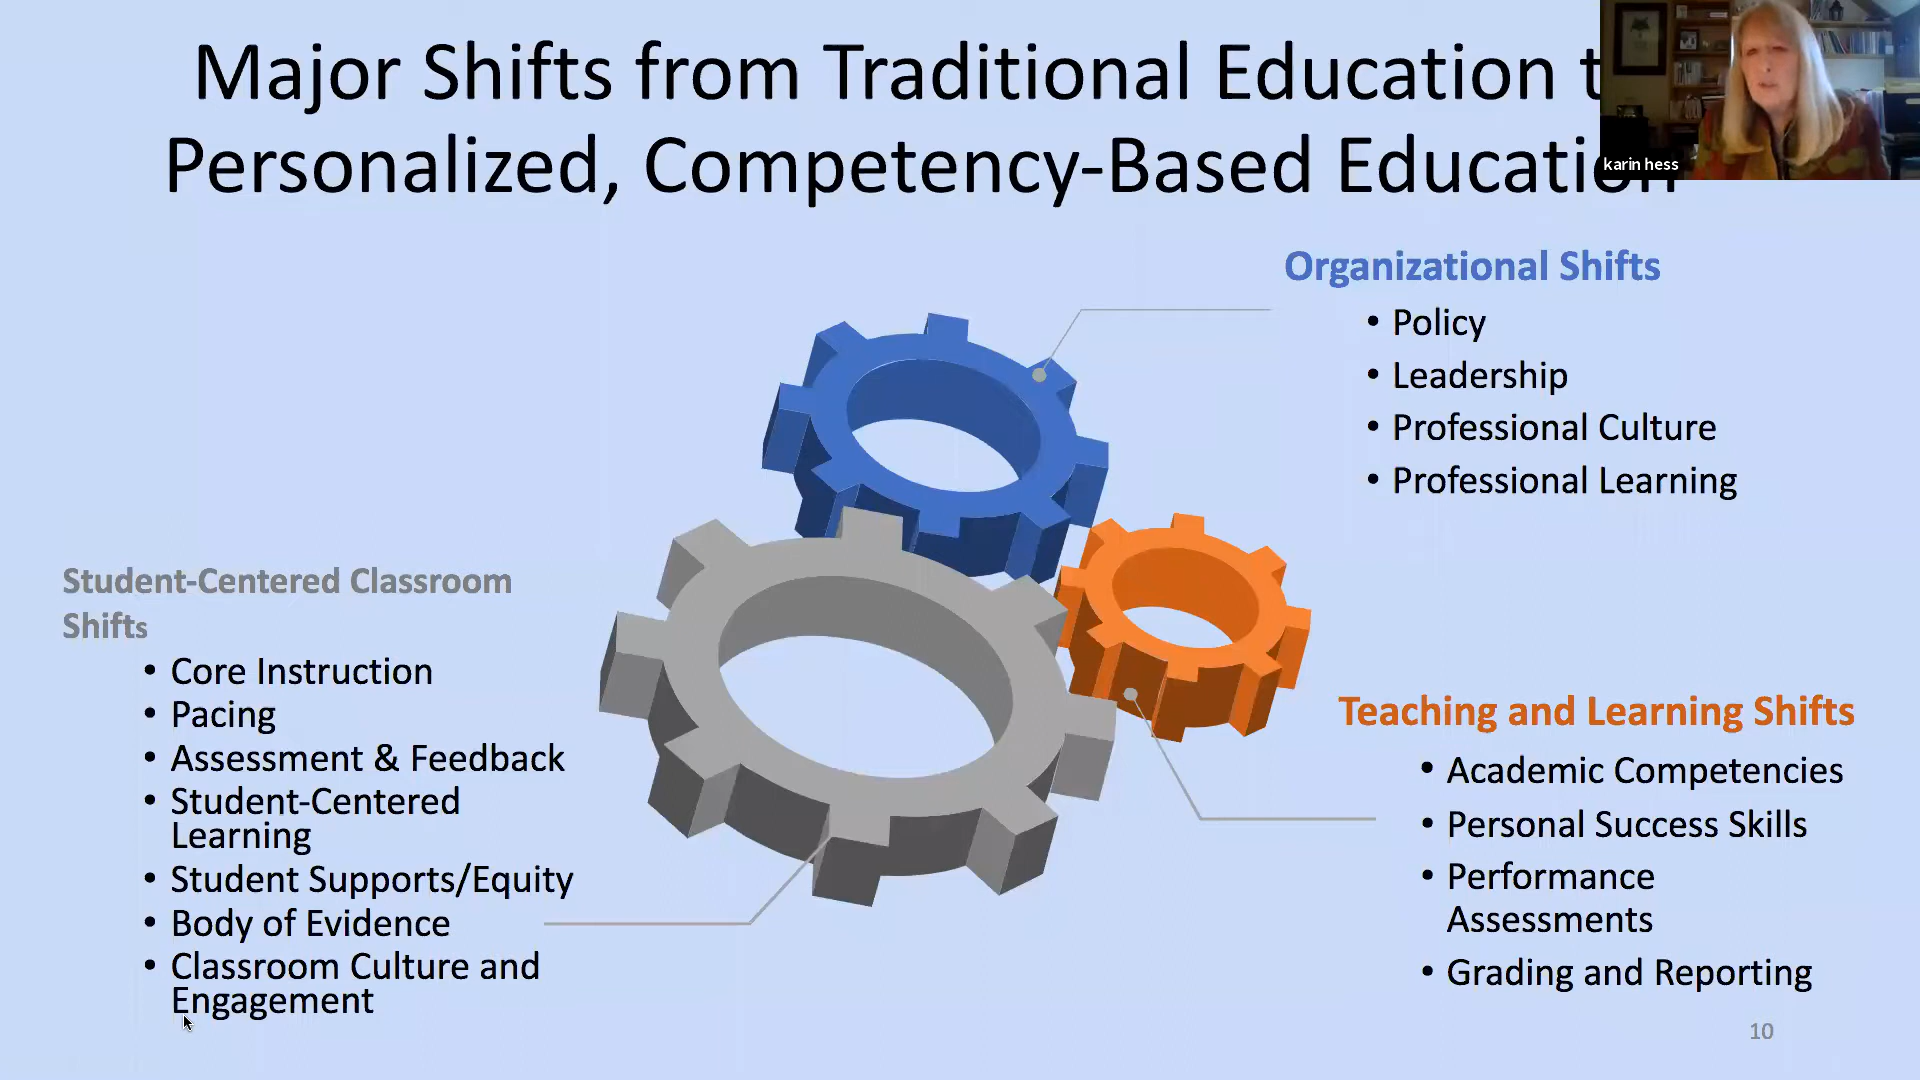 Major Shifts from Traditional Education t
Personalized, Competency-Based Education
karin hess
Organizational Shifts
• Policy
• Leadership
• Professional Culture
• Professional Learning
Student-Centered Classroom
Shifts
• Core Instruction
• Pacing
• Assessment & Feedback
• Student-Centered
Learning
• Student Supports/Equity
• Body of Evidence
• Classroom Culture and
Engagement
Teaching and Learning Shifts
• Academic Competencies
• Personal Success Skills
• Performance
Assessments
• Grading and Reporting
10